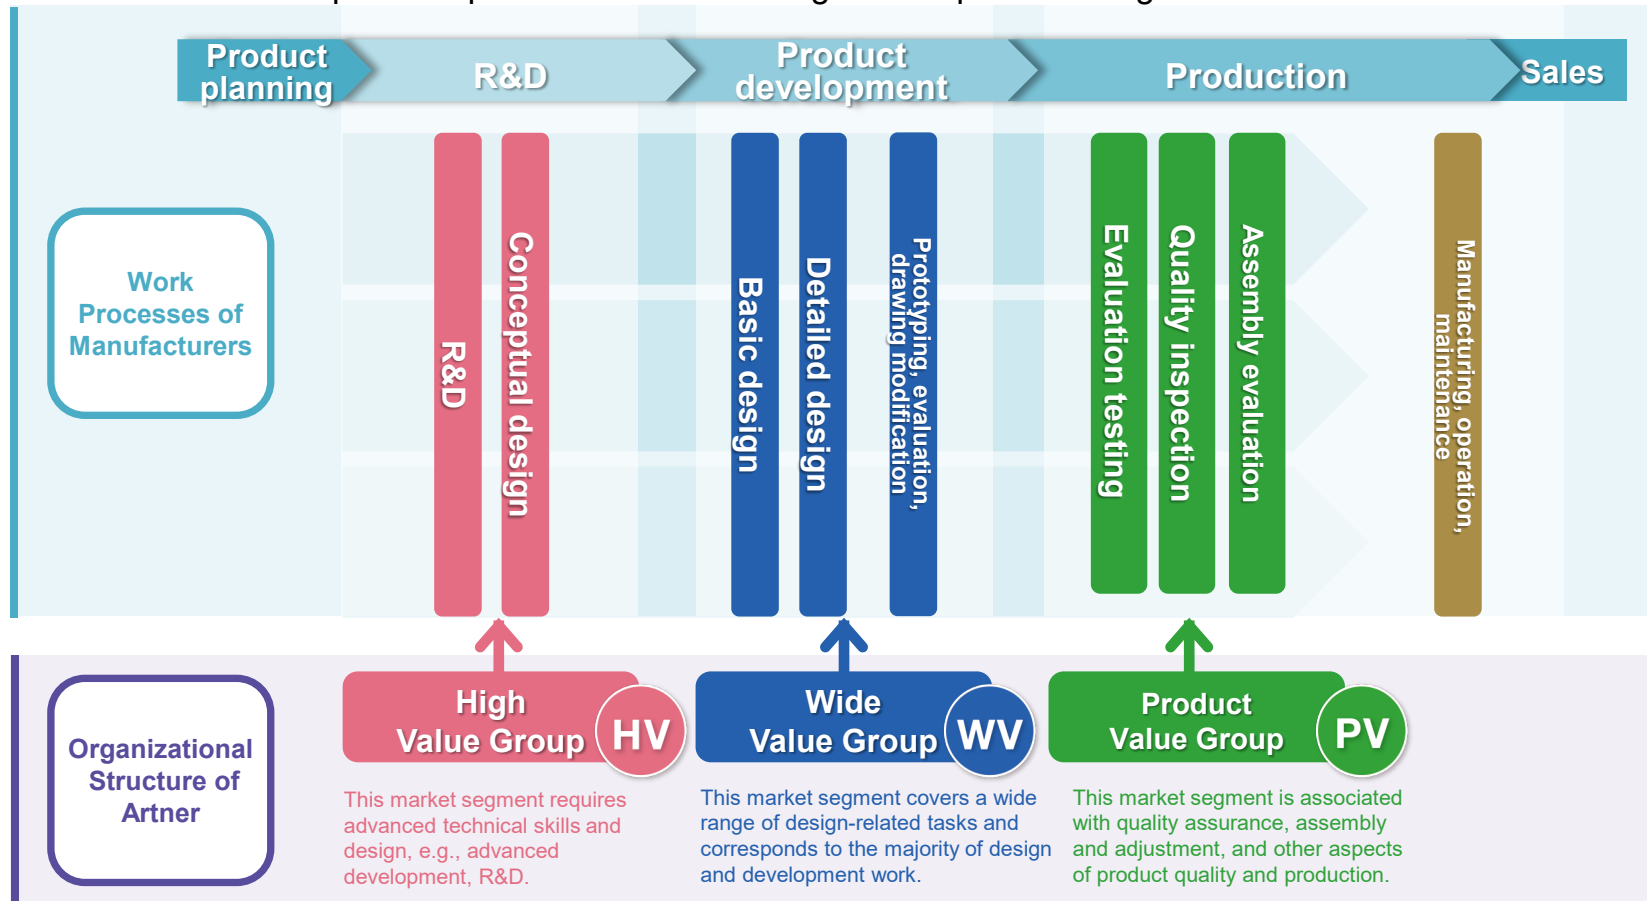 Product
planning
R&D
Product
development
Production
Sales
Work
Processes of
Manufacturers
R&D
Conceptual design
Basic design
Detailed design
Prototyping, evaluation,
drawing modification
Evaluation testing
Quality inspection
Assembly evaluation
Manufacturing, operation,
maintenance
Organizational
Structure of
Artner
High
Value Group
HV
This market segment requires
advanced technical skills and
design, e.g., advanced
development, R&D.
Wide
Value Group
WV
This market segment covers a wide
range of design-related tasks and
corresponds to the majority of design
and development work.
Product
Value Group
PV
This market segment is associated
with quality assurance, assembly
and adjustment, and other aspects
of product quality and production.